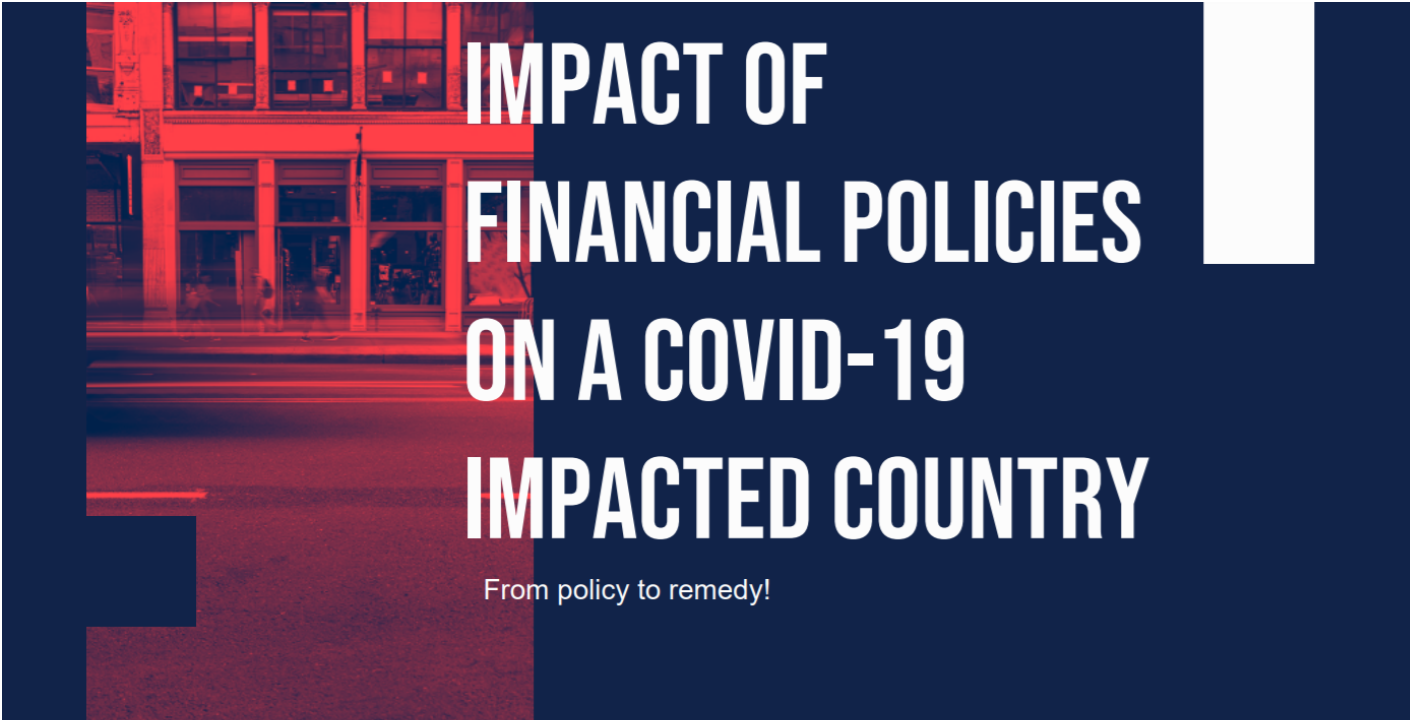 IMPACT OF
FINANCIAL POLICIES
ON A COVID-19
IMPACTED COUNTRY
From policy to remedy!